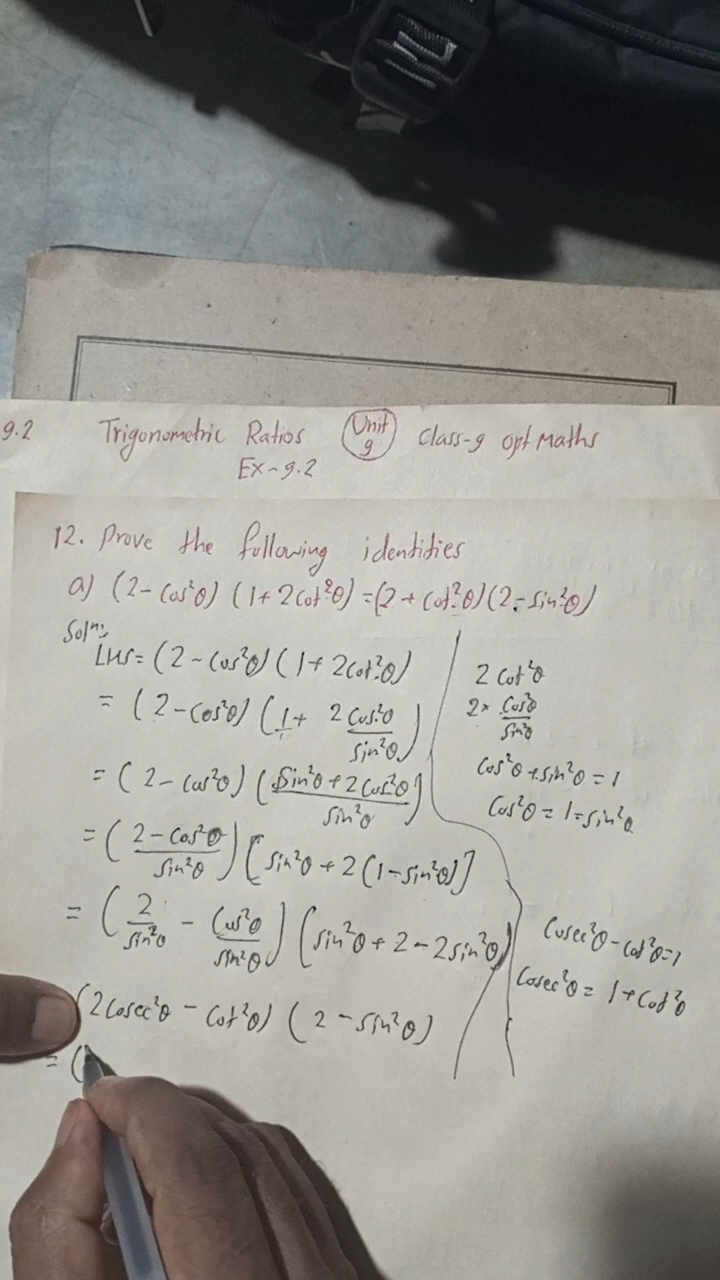 9.2 Trigonometric Ratios Unit 9 Class-9 opt Maths
Ex-9.2
12. Prove the following identities
a) (2-Cos²θ) (1+2Cot²θ) = (2+Cot²θ)(2-Sin²θ)
Solⁿ:
LHS = (2-Cos²θ)(1+2Cot²θ)
= (2-Cos²θ) (1 + 2Cos²θ/Sin²θ)
= (2-Cos²θ) (Sin²θ+2Cos²θ/Sin²θ)
= (2-Cos²θ/Sin²θ) [Sin²θ+2(1-Sin²θ)]
= (2/Sin²θ - Cos²θ/Sin²θ) (Sin²θ+2-2Sin²θ)
(2Cosec²θ - Cot²θ) (2-Sin²θ)
= (
2 Cot²θ
2× Cos²θ/Sin²θ
Cos²θ+Sin²θ=1
Cos²θ=1-Sin²θ
Cosec²θ-Cot²θ=1
Cosec²θ=1+Cot²θ